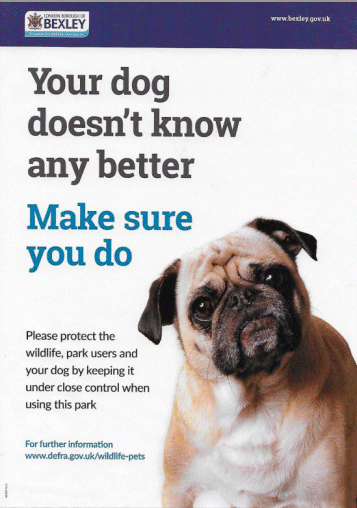 LONDON BOROUGH OF
BEXLEY
www.bexley.gov.uk
Your dog
doesn't know
any better
Make sure
you do
Please protect the
wildlife, park users and
your dog by keeping it
under close control when
using this park
For further information
www.defra.gov.uk/wildlife-pets